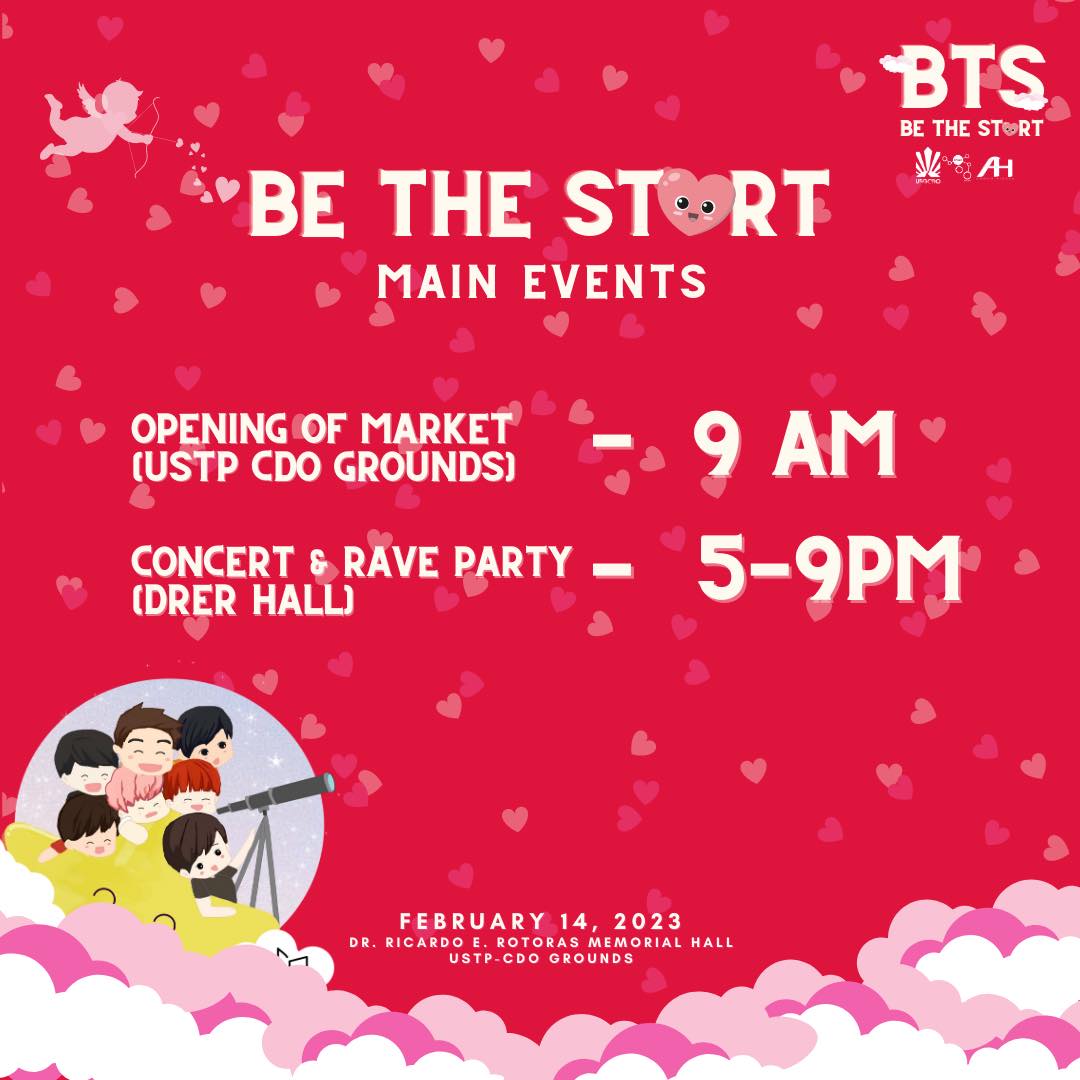 BTS
BE THE START
AH
BE THE START
MAIN EVENTS
OPENING OF MARKET
(USTP CDO GROUNDS)
- 9 AM
CONCERT & RAVE PARTY
(DRER HALL)
- 5-9PM
FEBRUARY 14, 2023
DR. RICARDO E. ROTORAS MEMORIAL HALL
USTP-CDO GROUNDS